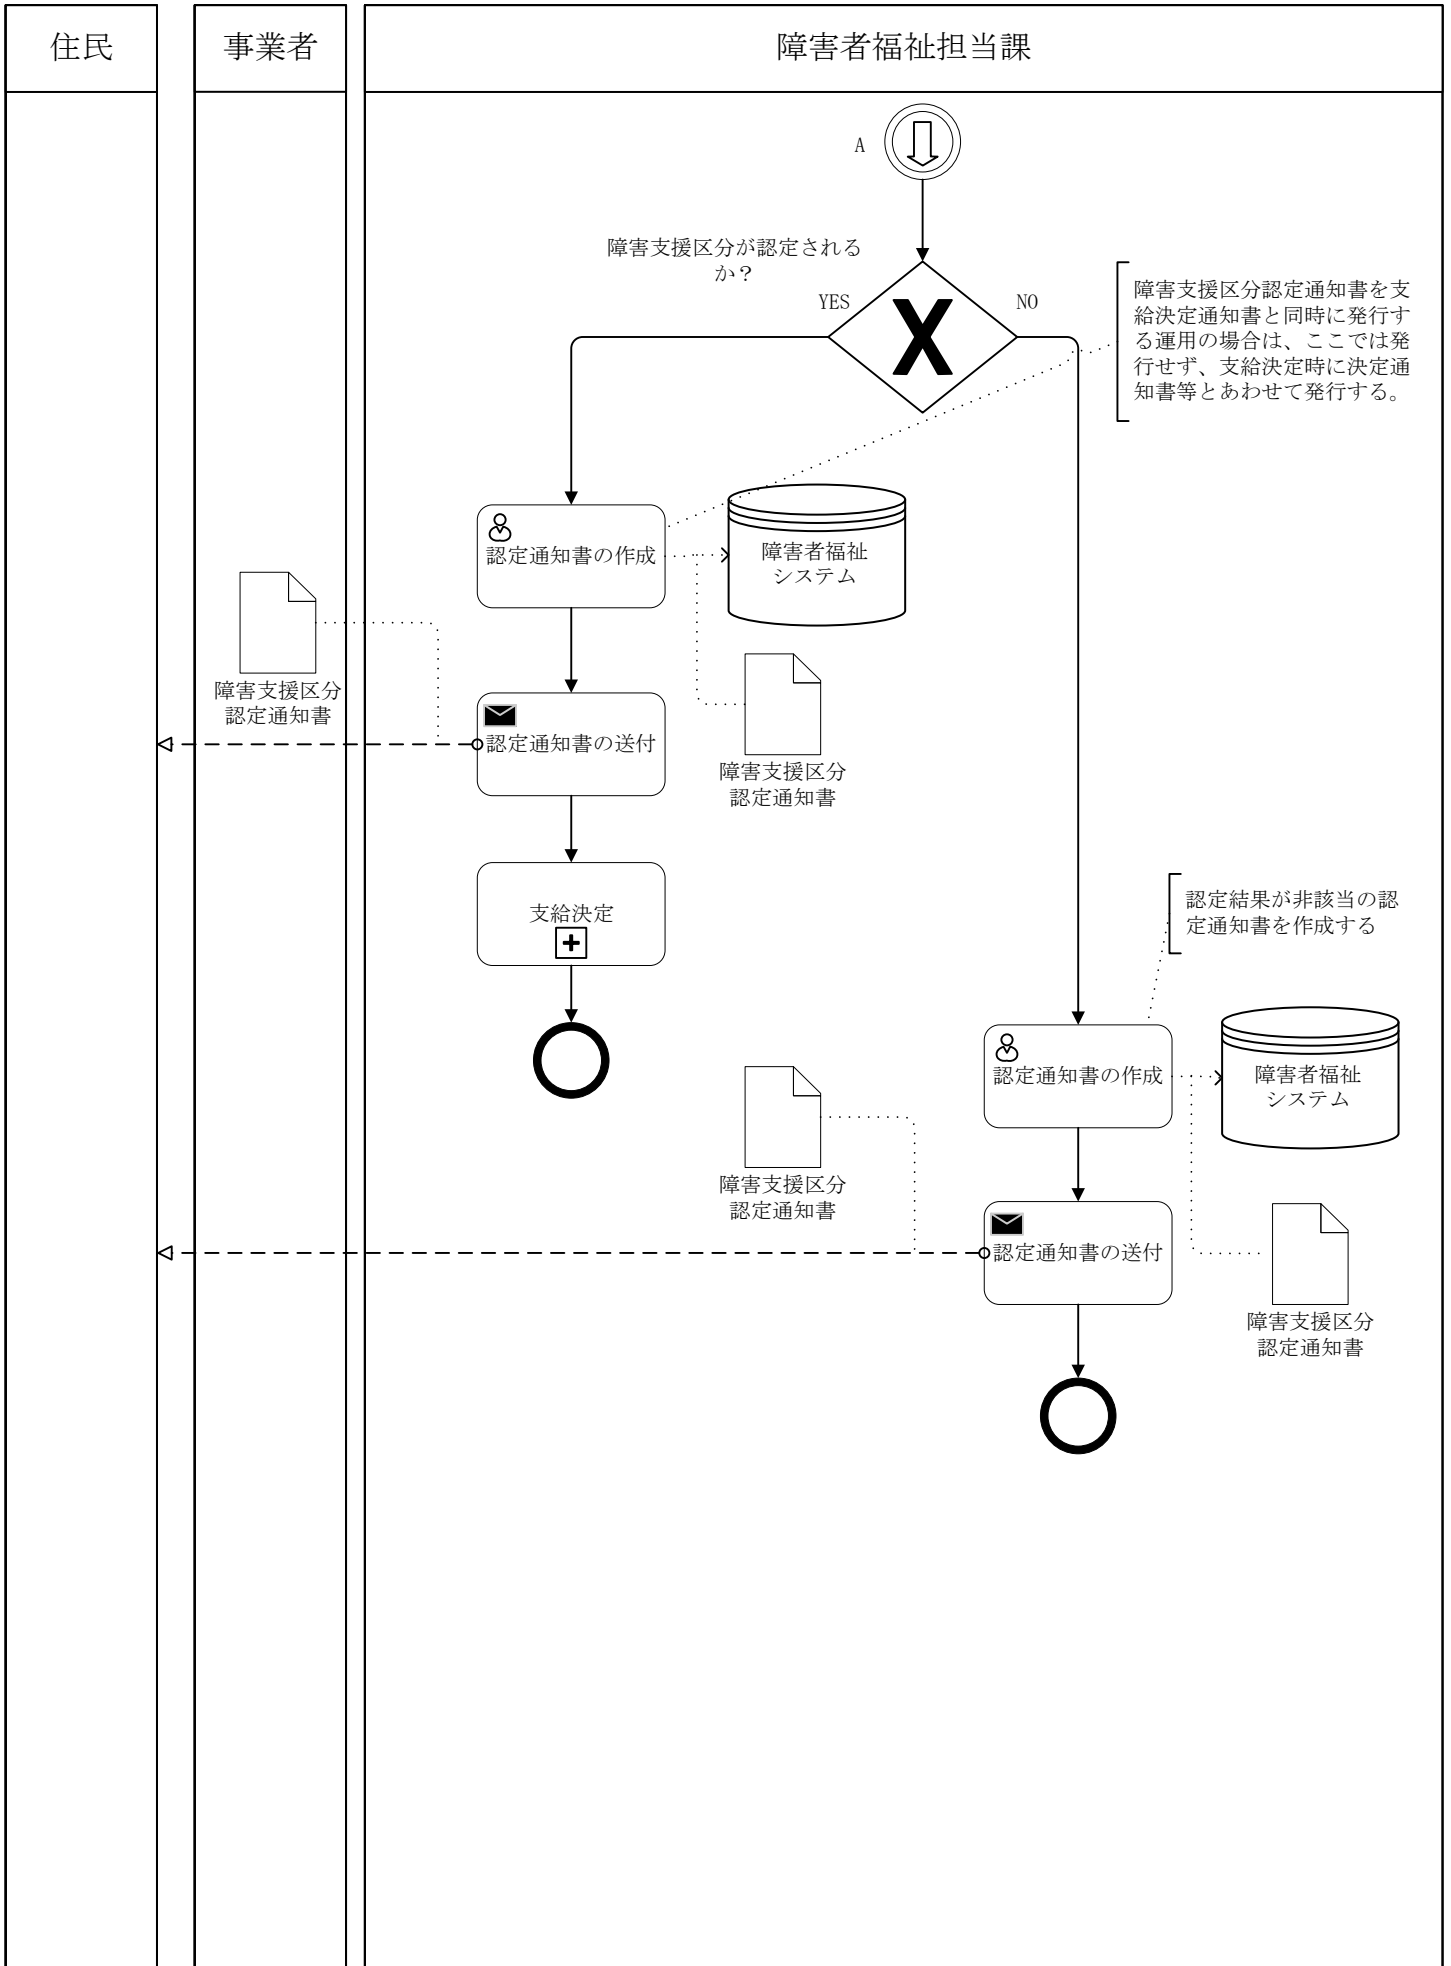 住民
事業者
障害者福祉担当課
A
障害支援区分が認定される
か？
YES
NO
障害支援区分認定通知書を支
給決定通知書と同時に発行す
る運用の場合は、ここでは発
行せず、支給決定時に決定通
知書等とあわせて発行する。
認定通知書の作成
障害者福祉
システム
障害支援区分
認定通知書
認定通知書の送付
障害支援区分
認定通知書
支給決定
認定結果が非該当の認
定通知書を作成する
認定通知書の作成
障害者福祉
システム
障害支援区分
認定通知書
認定通知書の送付
障害支援区分
認定通知書